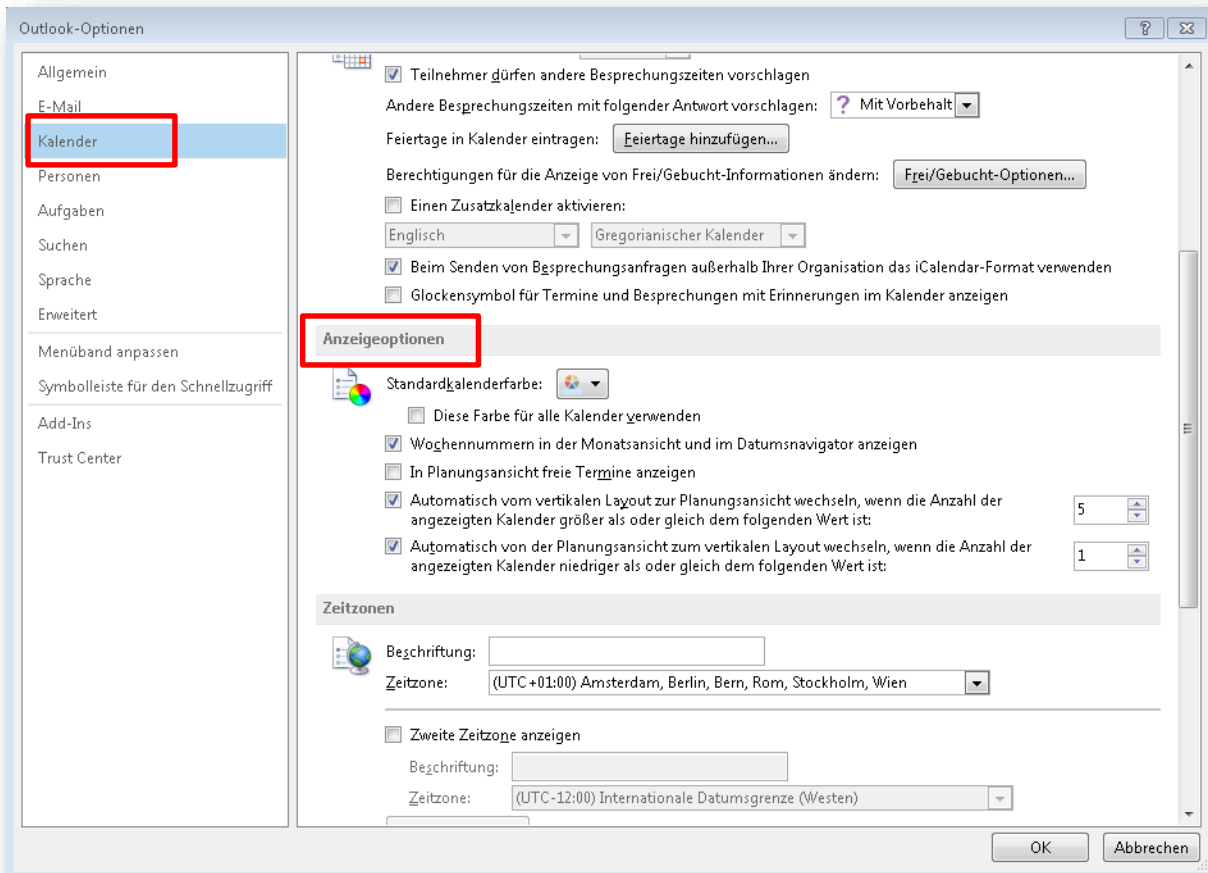 Outlook-Optionen
Allgemein
E-Mail
Kalender
Personen
Aufgaben
Suchen
Sprache
Erweitert
Menüband anpassen
Symbolleiste für den Schnellzugriff
Add-Ins
Trust Center
Teilnehmer dürfen andere Besprechungszeiten vorschlagen
Andere Besprechungszeiten mit folgender Antwort vorschlagen: ? Mit Vorbehalt
Feiertage in Kalender eintragen: Feiertage hinzufügen...
Berechtigungen für die Anzeige von Frei/Gebucht-Informationen ändern: Frei/Gebucht-Optionen...
Einen Zusatzkalender aktivieren:
Englisch Gregorianischer Kalender
Beim Senden von Besprechungsanfragen außerhalb Ihrer Organisation das iCalendar-Format verwenden
Glockensymbol für Termine und Besprechungen mit Erinnerungen im Kalender anzeigen
Anzeigeoptionen
Standardkalenderfarbe:
Diese Farbe für alle Kalender verwenden
Wochennummern in der Monatsansicht und im Datumsnavigator anzeigen
In Planungsansicht freie Termine anzeigen
Automatisch vom vertikalen Layout zur Planungsansicht wechseln, wenn die Anzahl der
angezeigten Kalender größer als oder gleich dem folgenden Wert ist: 5
Automatisch von der Planungsansicht zum vertikalen Layout wechseln, wenn die Anzahl der
angezeigten Kalender niedriger als oder gleich dem folgenden Wert ist: 1
Zeitzonen
Beschriftung:
Zeitzone: (UTC+01:00) Amsterdam, Berlin, Bern, Rom, Stockholm, Wien
Zweite Zeitzone anzeigen
Beschriftung:
Zeitzone: (UTC-12:00) Internationale Datumsgrenze (Westen)
OK Abbrechen